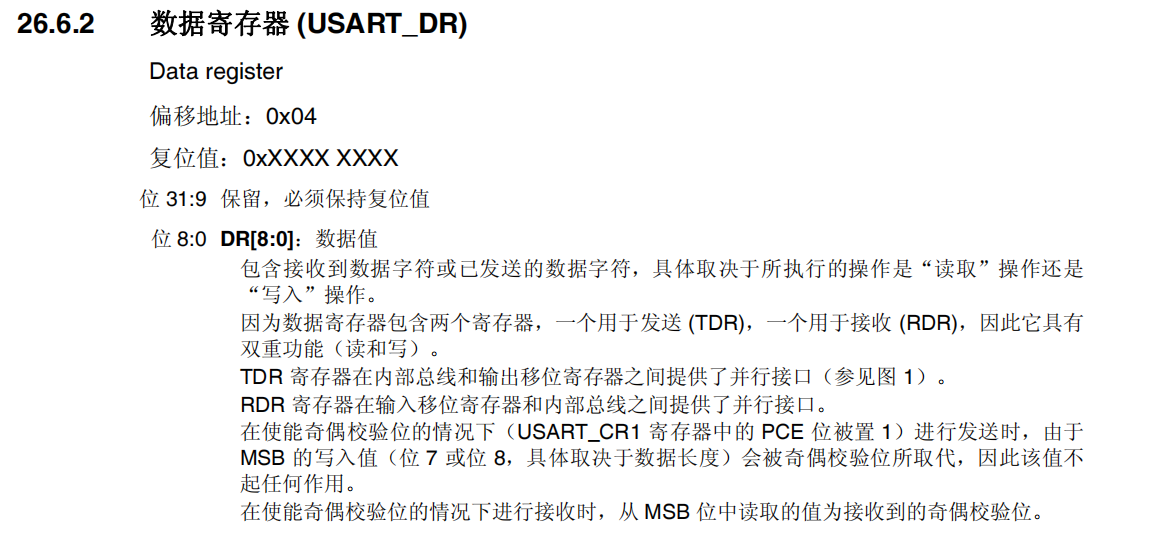 26.6.2 数据寄存器 (USART_DR)
Data register
偏移地址：0x04
复位值：0xXXXX XXXX
位 31:9 保留，必须保持复位值
位 8:0 DR[8:0]：数据值
包含接收到数据字符或已发送的数据字符，具体取决于所执行的操作是“读取”操作还是
“写入”操作。
因为数据寄存器包含两个寄存器，一个用于发送 (TDR)，一个用于接收 (RDR)，因此它具有
双重功能（读和写）。
TDR 寄存器在内部总线和输出移位寄存器之间提供了并行接口（参见图 1）。
RDR 寄存器在输入移位寄存器和内部总线之间提供了并行接口。
在使能奇偶校验位的情况下（USART_CR1 寄存器中的 PCE 位被置 1）进行发送时，由于
MSB 的写入值（位 7 或位 8，具体取决于数据长度）会被奇偶校验位所取代，因此该值不
起任何作用。
在使能奇偶校验位的情况下进行接收时，从 MSB 位中读取的值为接收到的奇偶校验位。